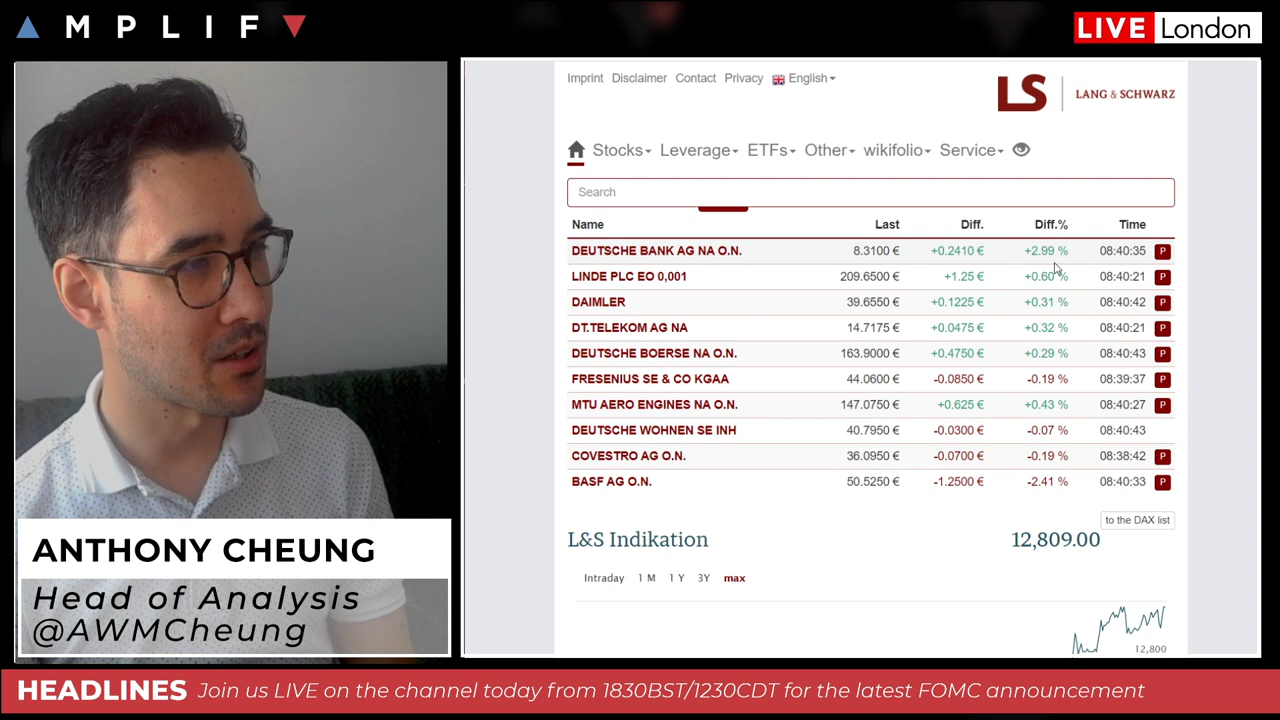 AMPLIFY
LIVE London
Imprint Disclaimer Contact Privacy English
LS LANG & SCHWARZ
Stocks Leverage ETFs Other wikifolio Service
Search
Name Last Diff. Diff.% Time
DEUTSCHE BANK AG NA O.N. 8.3100 € +0.2410 € +2.99 % 08:40:35 P
LINDE PLC EO 0,001 209.6500 € +1.25 € +0.60 % 08:40:21 P
DAIMLER 39.6550 € +0.1225 € +0.31 % 08:40:42 P
DT.TELEKOM AG NA 14.7175 € +0.0475 € +0.32 % 08:40:21 P
DEUTSCHE BOERSE NA O.N. 163.9000 € +0.4750 € +0.29 % 08:40:43 P
FRESENIUS SE & CO KGAA 44.0600 € -0.0850 € -0.19 % 08:39:37 P
MTU AERO ENGINES NA O.N. 147.0750 € +0.625 € +0.43 % 08:40:27 P
DEUTSCHE WOHNEN SE INH 40.7950 € -0.0300 € -0.07 % 08:40:43
COVESTRO AG O.N. 36.0950 € -0.0700 € -0.19 % 08:38:42 P
BASF AG O.N. 50.5250 € -1.2500 € -2.41 % 08:40:33 P
to the DAX list
L&S Indikation 12,809.00
Intraday 1 M 1 Y 3Y max
12,800
ANTHONY CHEUNG
Head of Analysis
@AWMCheung
HEADLINES Join us LIVE on the channel today from 1830BST/1230CDT for the latest FOMC announcement